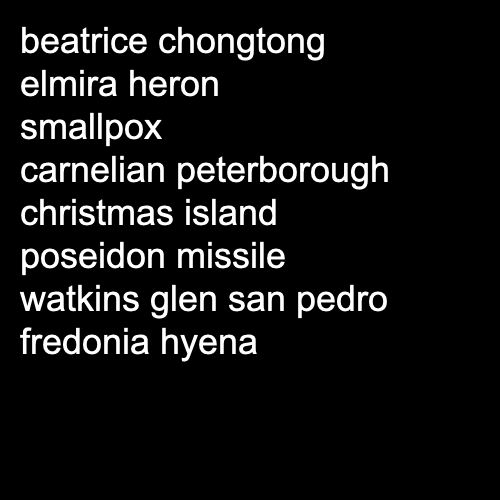 beatrice chongtong
elmira heron
smallpox
carnelian peterborough
christmas island
poseidon missile
watkins glen san pedro
fredonia hyena